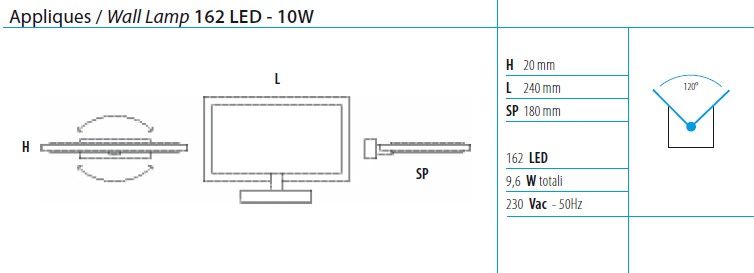 Appliques / Wall Lamp 162 LED - 10W
L
H
SP
H 20 mm
L 240 mm
SP 180 mm
162 LED
9,6 W totali
230 Vac - 50Hz
120°